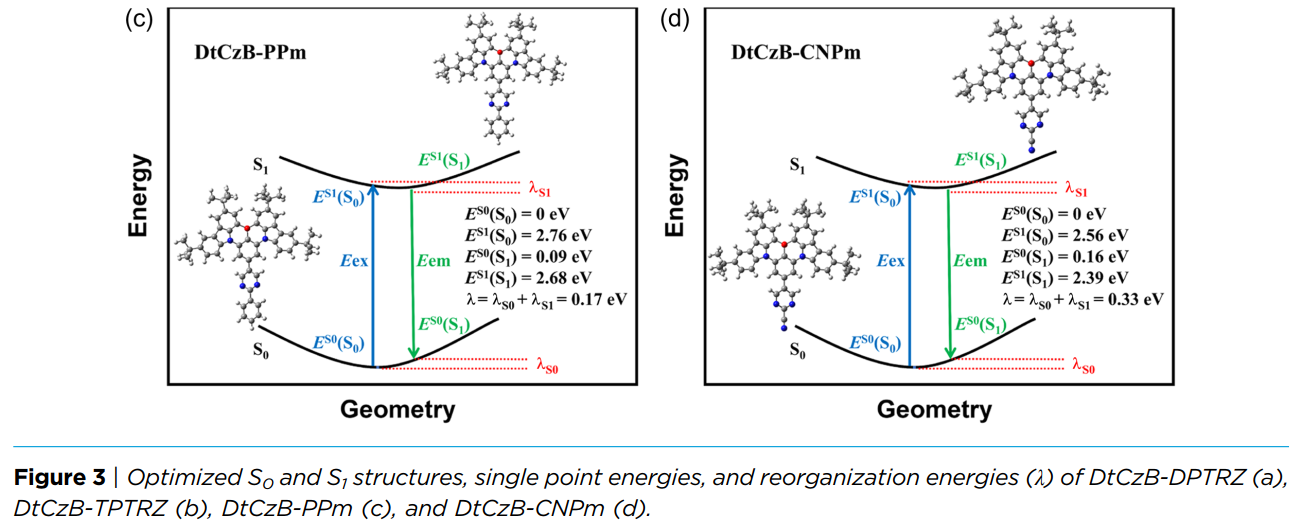 (c)
DtCzB-PPm
Energy
S₁
Eˢ¹(S₁)
Eˢ¹(S₀)
λS1
Eˢ⁰(S₀) = 0 eV
Eˢ¹(S₀) = 2.76 eV
Eˢ⁰(S₁) = 0.09 eV
Eˢ¹(S₁) = 2.68 eV
λ= λS0 + λS1 = 0.17 eV
Eex
Eem
Eˢ⁰(S₀)
Eˢ⁰(S₁)
S₀
λS0
Geometry
(d)
DtCzB-CNPm
Energy
S₁
Eˢ¹(S₁)
Eˢ¹(S₀)
λS1
Eˢ⁰(S₀) = 0 eV
Eˢ¹(S₀) = 2.56 eV
Eˢ⁰(S₁) = 0.16 eV
Eˢ¹(S₁) = 2.39 eV
λ= λS0 + λS1 = 0.33 eV
Eex
Eem
Eˢ⁰(S₀)
Eˢ⁰(S₁)
S₀
λS0
Geometry
Figure 3 | Optimized S₀ and S₁ structures, single point energies, and reorganization energies (λ) of DtCzB-DPTRZ (a),
DtCzB-TPTRZ (b), DtCzB-PPm (c), and DtCzB-CNPm (d).